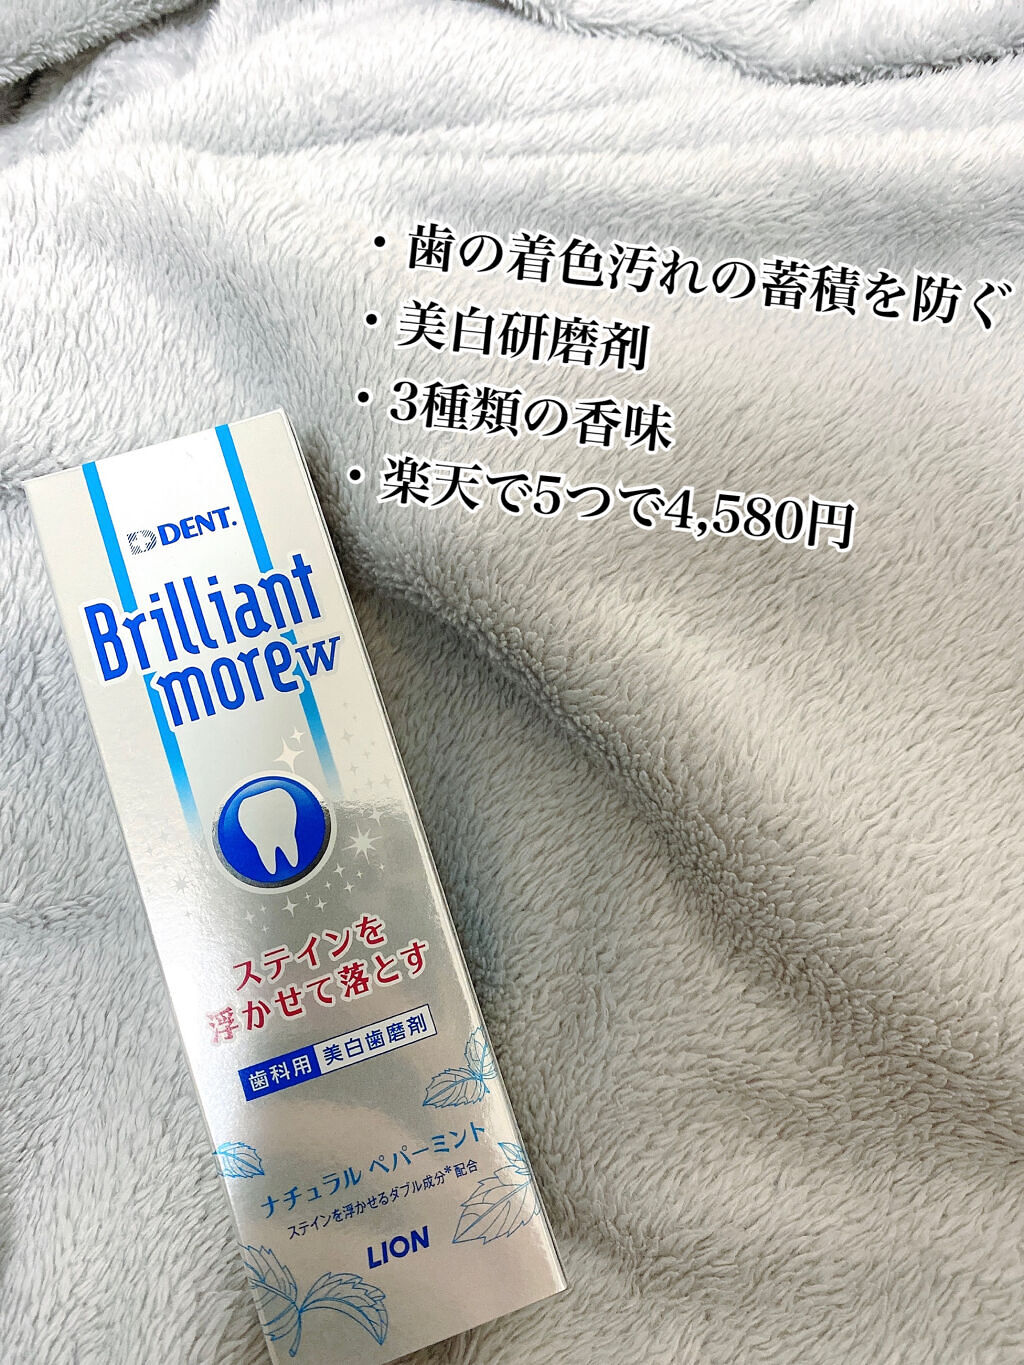 ・歯の着色汚れの蓄積を防ぐ
・美白研磨剤
・3種類の香味
・楽天で5つで4,580円
DENT.
Brilliant
more W
ステインを
浮かせて落とす
歯科用 美白歯磨剤
ナチュラル ペパーミント
ステインを浮かせるダブル成分*配合
LION